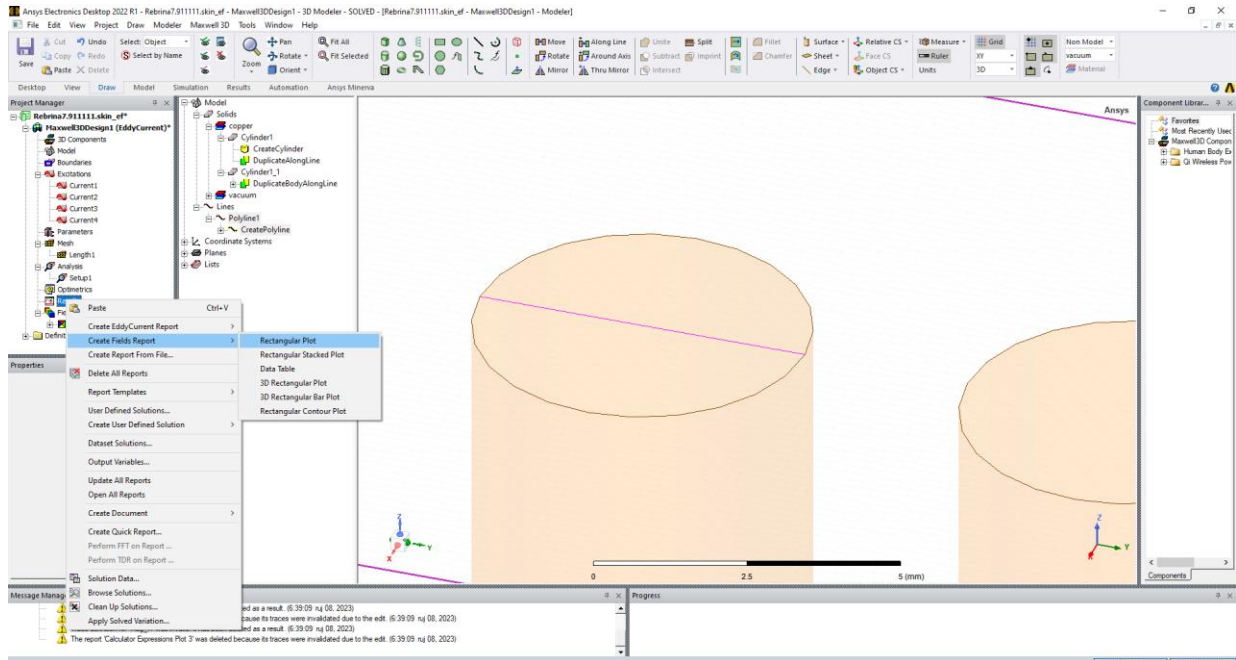 Ansys Electronics Desktop 2022 R1 - Rebrina7.911111.skin_ef - Maxwell3DDesign1 - 3D Modeler - SOLVED - [Rebrina7.911111.skin_ef - Maxwell3DDesign1 - Modeler]
File Edit View Project Draw Modeler Maxwell 3D Tools Window Help
Save
Cut Undo
Copy Redo
Paste Delete
Select: Object
Select by Name
Zoom
Pan
Rotate
Orient
Fit All
Fit Selected
Move Along Line Unite Split Fillet Surface Relative CS Measure Grid Non Model
Rotate Around Axis Subtract Imprint Chamfer Sheet Face CS Ruler XY vacuum
Mirror Thru Mirror Intersect Edge Object CS Units 3D Material
Desktop View Draw Model Simulation Results Automation Ansys Minerva
Project Manager
Rebrina7.911111.skin_ef*
Maxwell3DDesign1 (EddyCurrent)*
3D Components
Model
Boundaries
Excitations
Current1
Current2
Current3
Current4
Parameters
Mesh
Length1
Analysis
Setup1
Optimetrics
Definit
Properties
Model
Solids
copper
Cylinder1
CreateCylinder
DuplicateAlongLine
Cylinder1_1
DuplicateBodyAlongLine
vacuum
Lines
Polyline1
CreatePolyline
Coordinate Systems
Planes
Lists
Paste Ctrl+V
Create EddyCurrent Report
Create Fields Report
Create Report From File...
Delete All Reports
Report Templates
User Defined Solutions...
Create User Defined Solution
Dataset Solutions...
Output Variables...
Update All Reports
Open All Reports
Create Document
Create Quick Report...
Perform FFT on Report ...
Perform TDR on Report ...
Solution Data...
Browse Solutions...
Clean Up Solutions...
Apply Solved Variation...
Rectangular Plot
Rectangular Stacked Plot
Data Table
3D Rectangular Plot
3D Rectangular Bar Plot
Rectangular Contour Plot
Ansys
Z
Y
X
0 2.5 5 (mm)
Z
Y
Component Librar...
Favorites
Most Recently Used
Maxwell3D Compon
Human Body Ex
Qi Wireless Pow
Components
Message Manag
ed as a result. (6:39:09 ruj 08, 2023)
cause its traces were invalidated due to the edit. (6:39:09 ruj 08, 2023)
ed as a result. (6:39:09 ruj 08, 2023)
The report 'Calculator Expressions Plot 3' was deleted because its traces were invalidated due to the edit. (6:39:09 ruj 08, 2023)
Progress